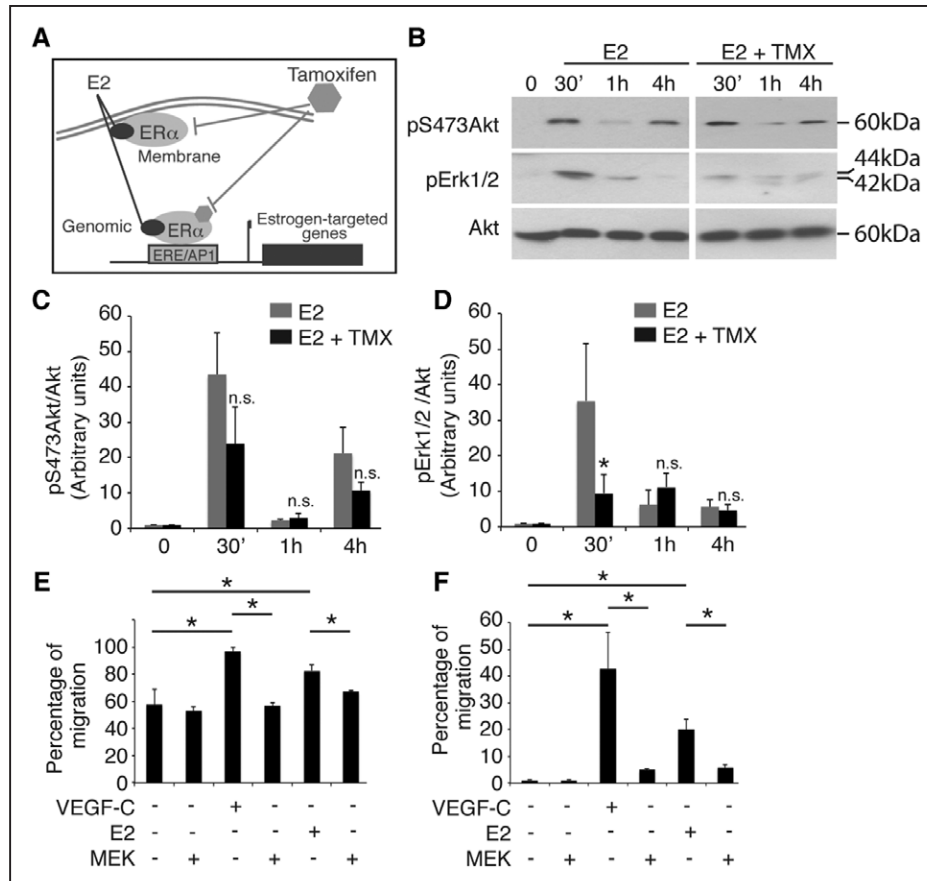 A
E2
Tamoxifen
ERα
Membrane
Genomic
ERα
ERE/AP1
Estrogen-targeted
genes
B
E2
E2 + TMX
0 30' 1h 4h 30' 1h 4h
pS473Akt
60kDa
pErk1/2
44kDa
42kDa
Akt
60kDa
C
E2
E2 + TMX
pS473Akt/Akt
(Arbitrary units)
60
50
40
30
20
10
0
n.s.
n.s.
n.s.
0 30' 1h 4h
D
E2
E2 + TMX
pErk1/2 /Akt
(Arbitrary units)
60
50
40
30
20
10
0
*
n.s.
n.s.
0 30' 1h 4h
E
Percentage of
migration
100
80
60
40
20
0
*
*
*
*
VEGF-C - - + - - -
E2 - - - - + -
MEK - + - + - +
F
Percentage of
migration
60
50
40
30
20
10
0
*
*
*
*
VEGF-C - - + - - -
E2 - - - - + -
MEK - + - + - +